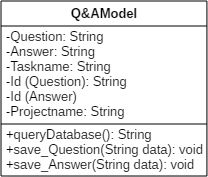 Q&AModel
-Question: String
-Answer: String
-Taskname: String
-Id (Question): String
-Id (Answer)
-Projectname: String
+queryDatabase(): String
+save_Question(String data): void
+save_Answer(String data): void